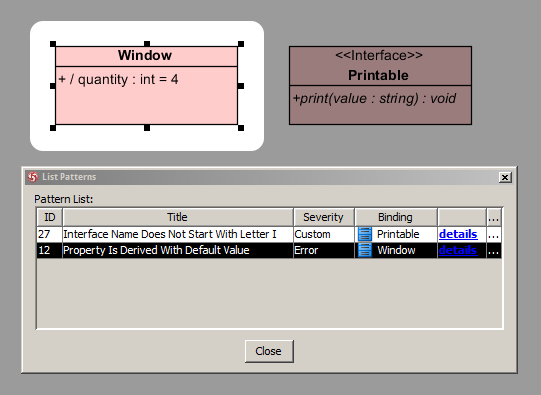 Window
+ / quantity : int = 4
<<Interface>>
Printable
+print(value : string) : void
List Patterns
Pattern List:
ID Title Severity Binding ...
27 Interface Name Does Not Start With Letter I Custom Printable details ...
12 Property Is Derived With Default Value Error Window details ...
Close